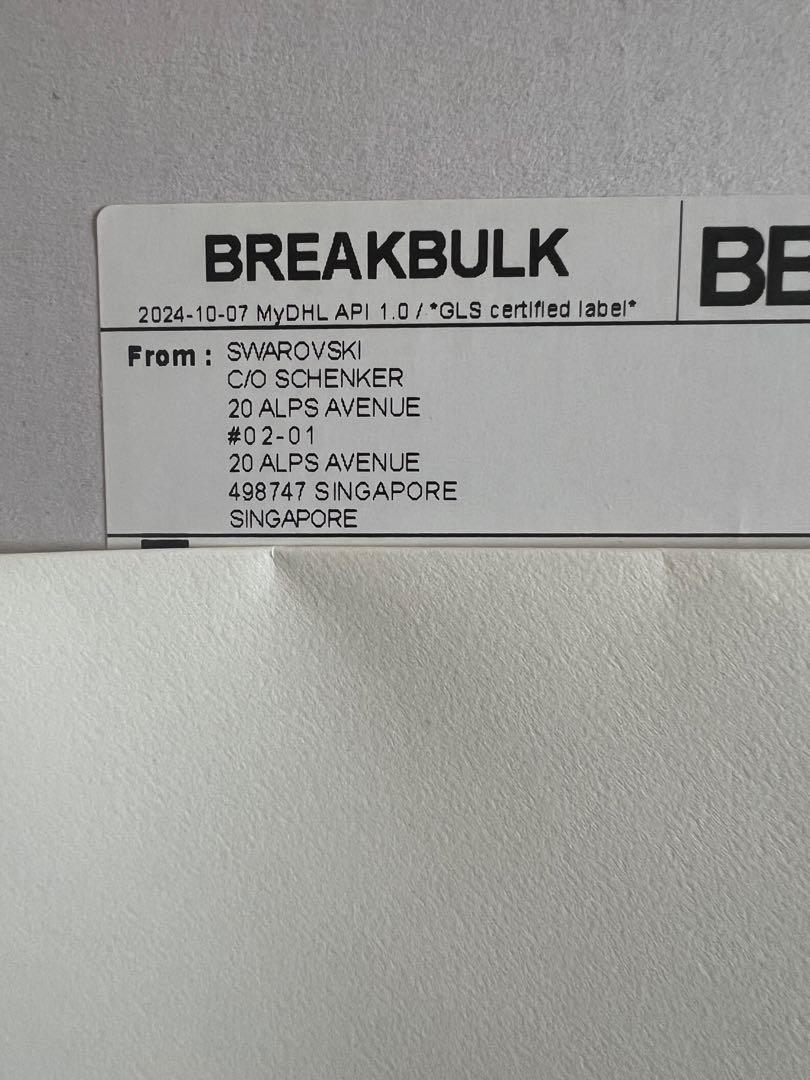 BREAKBULK
2024-10-07 MyDHL API 1.0 / *GLS certified label*
From : SWAROVSKI
C/O SCHENKER
20 ALPS AVENUE
#02-01
20 ALPS AVENUE
498747 SINGAPORE
SINGAPORE